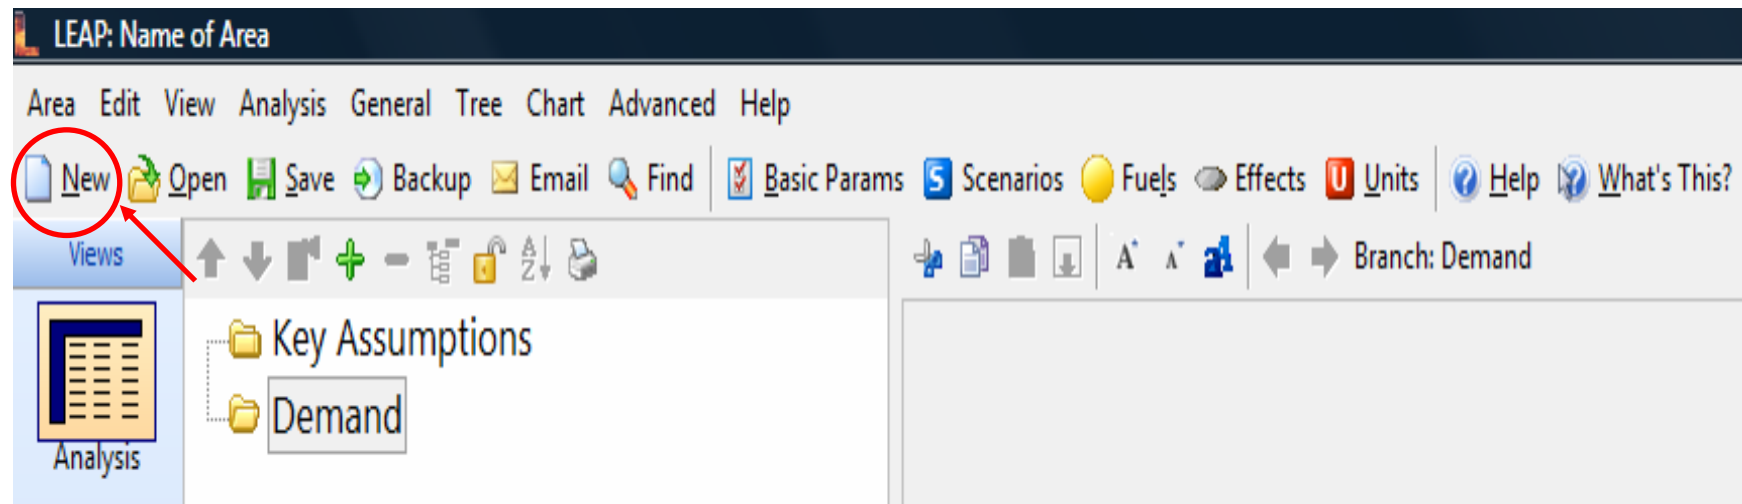 LEAP: Name of Area
Area Edit View Analysis General Tree Chart Advanced Help
New Open Save Backup Email Find Basic Params Scenarios Fuels Effects Units Help What's This?
Views
Branch: Demand
Key Assumptions
Demand
Analysis